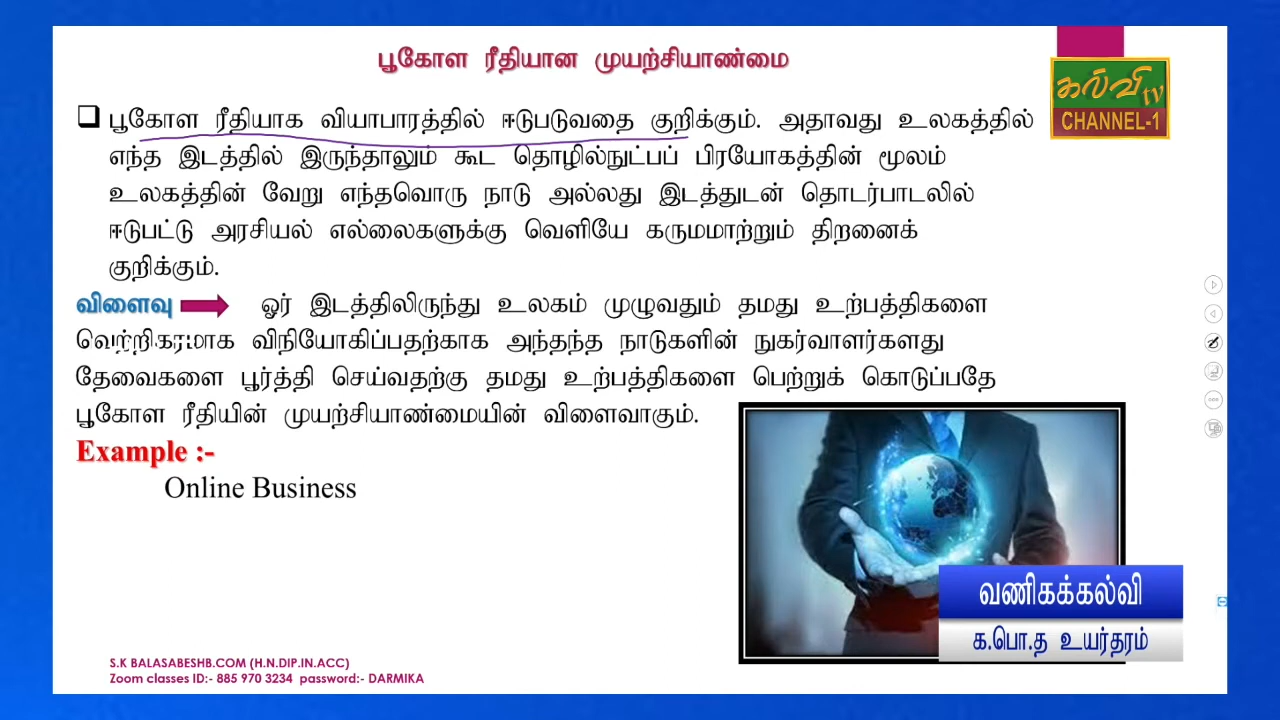 பூகோள ரீதியான முயற்சியாண்மை
பூகோள ரீதியாக வியாபாரத்தில் ஈடுபடுவதை குறிக்கும். அதாவது உலகத்தில்
எந்த இடத்தில் இருந்தாலும் கூட தொழில்நுட்பப் பிரயோகத்தின் மூலம்
உலகத்தின் வேறு எந்தவொரு நாடு அல்லது இடத்துடன் தொடர்பாடலில்
ஈடுபட்டு அரசியல் எல்லைகளுக்கு வெளியே கருமமாற்றும் திறனைக்
குறிக்கும்.
விளைவு ஓர் இடத்திலிருந்து உலகம் முழுவதும் தமது உற்பத்திகளை
வெற்றிகரமாக விநியோகிப்பதற்காக அந்தந்த நாடுகளின் நுகர்வாளர்களது
தேவைகளை பூர்த்தி செய்வதற்கு தமது உற்பத்திகளை பெற்றுக் கொடுப்பதே
பூகோள ரீதியின் முயற்சியாண்மையின் விளைவாகும்.
Example :-
Online Business
கல்வி tv
CHANNEL-1
வணிகக்கல்வி
க.பொ.த உயர்தரம்
S.K BALASABESHB.COM (H.N.DIP.IN.ACC)
Zoom classes ID:- 885 970 3234 password:- DARMIKA